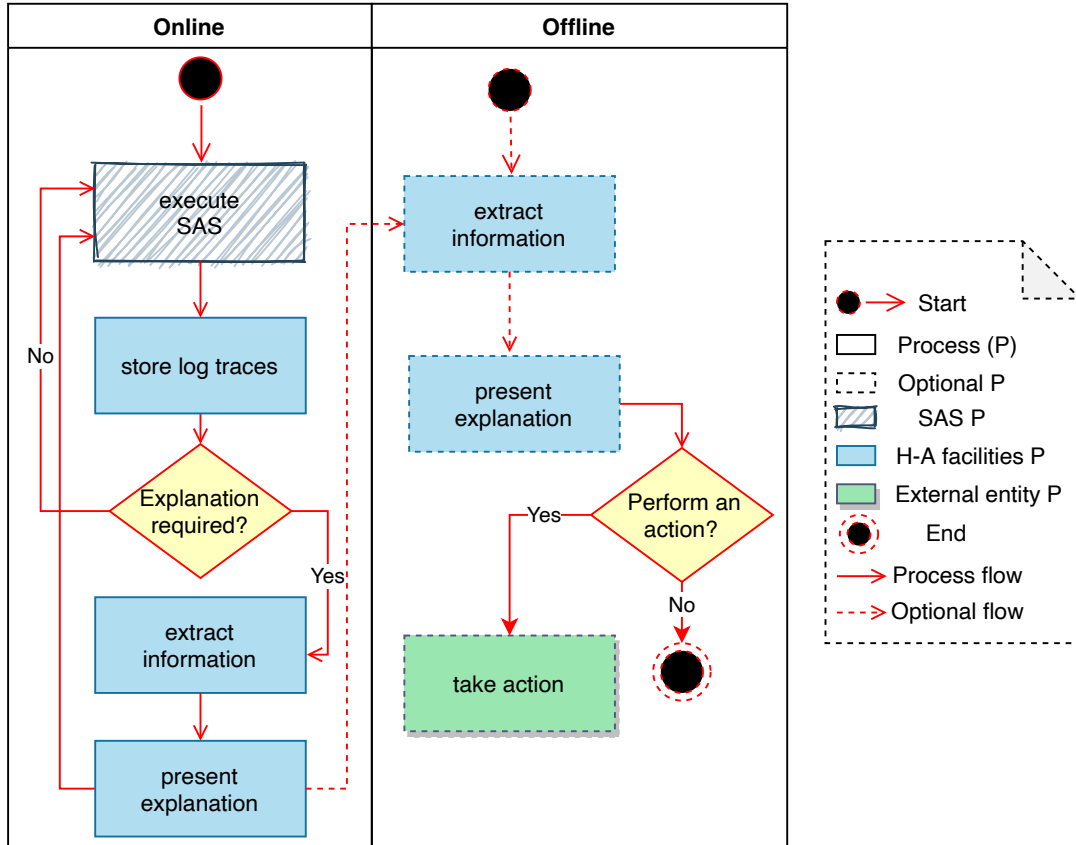 Online
Offline
execute
SAS
store log traces
No
Explanation
required?
Yes
extract
information
present
explanation
extract
information
present
explanation
Perform an
action?
Yes
No
take action
Start
Process (P)
Optional P
SAS P
H-A facilities P
External entity P
End
Process flow
Optional flow